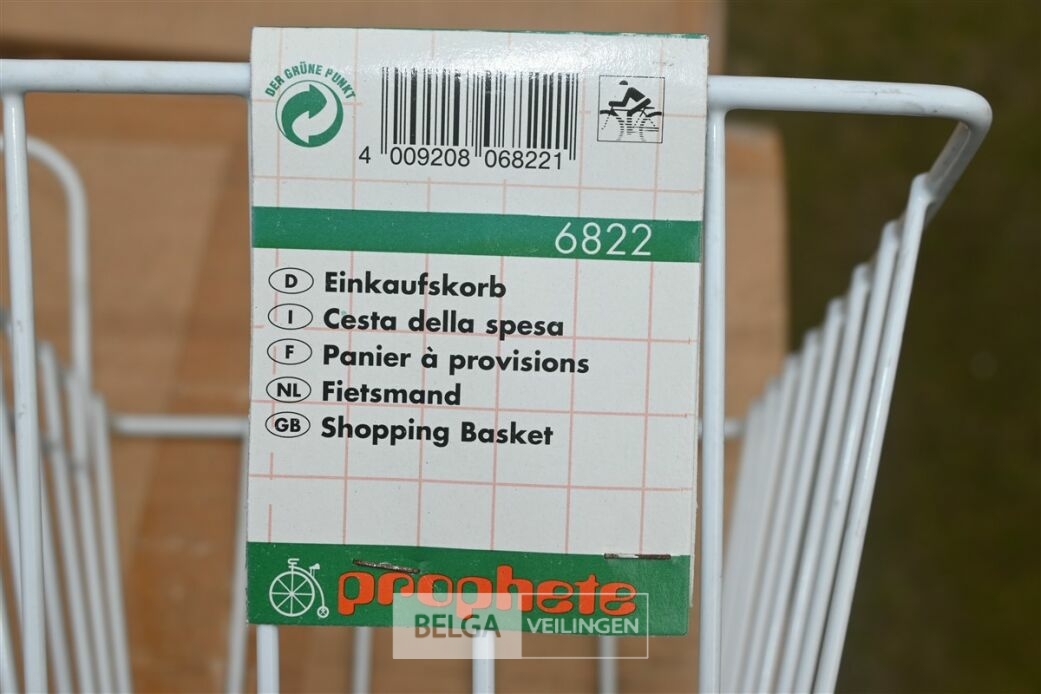 DER GRÜNE PUNKT
4 009208 068221
6822
D Einkaufskorb
I Cesta della spesa
F Panier à provisions
NL Fietsmand
GB Shopping Basket
prophete
BELGA VEILINGEN